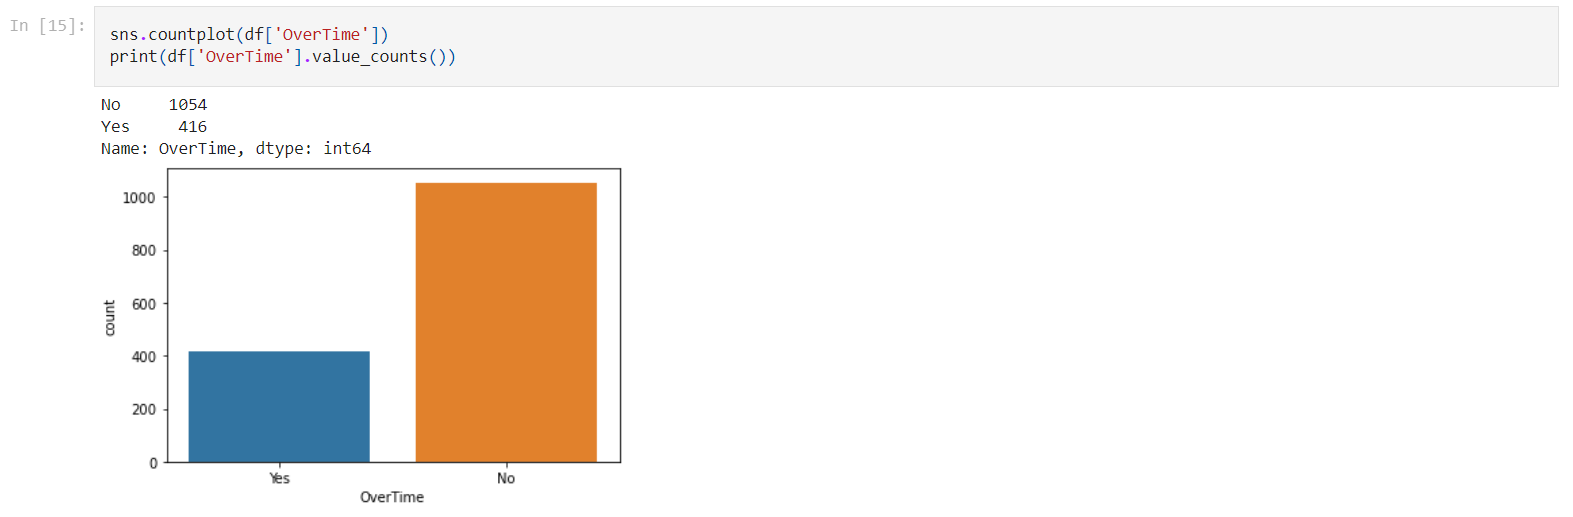 In [15]:
sns.countplot(df['OverTime'])
print(df['OverTime'].value_counts())
No     1054
Yes     416
Name: OverTime, dtype: int64
1000
800
600
400
200
0
count
Yes No
OverTime